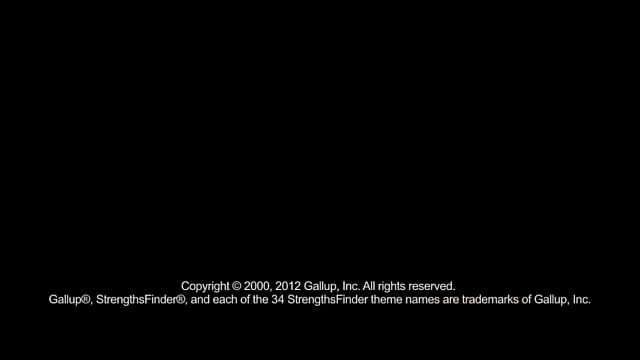 Copyright © 2000, 2012 Gallup, Inc. All rights reserved.
Gallup®, StrengthsFinder®, and each of the 34 StrengthsFinder theme names are trademarks of Gallup, Inc.